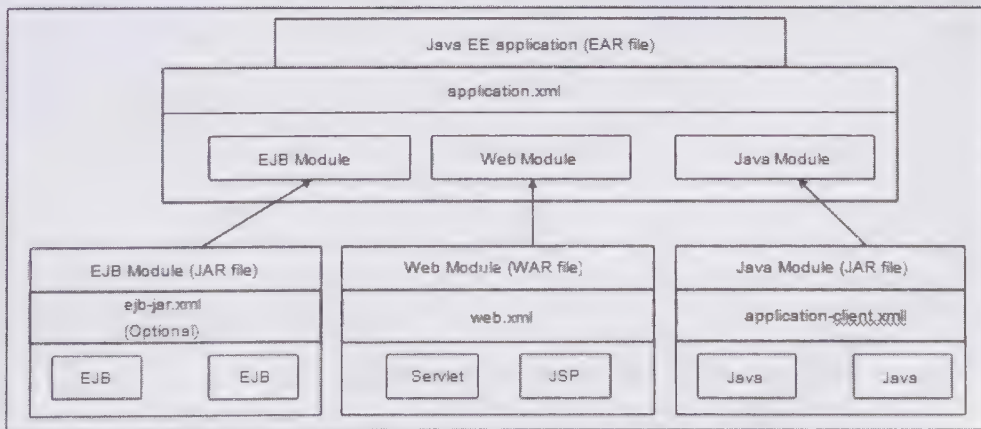 Java EE application (EAR file)
application.xml
EJB Module
Web Module
Java Module
EJB Module (JAR file)
Web Module (WAR file)
Java Module (JAR file)
ejb-jar.xml
(Optional)
web.xml
application-client.xml
EJB
EJB
Servlet
JSP
Java
Java